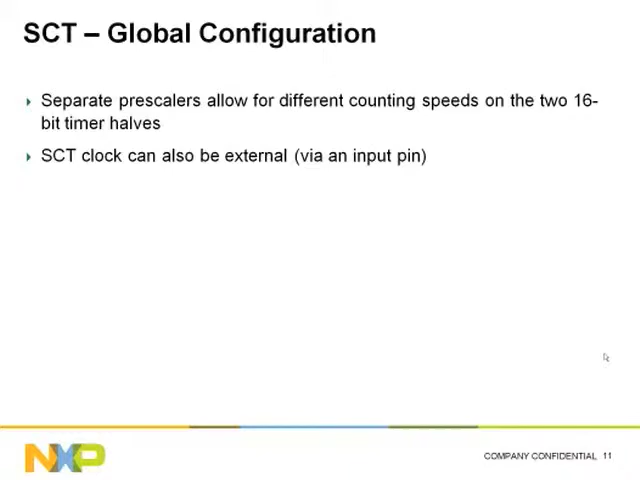 SCT – Global Configuration
Separate prescalers allow for different counting speeds on the two 16-
bit timer halves
SCT clock can also be external (via an input pin)
NXP
COMPANY CONFIDENTIAL 11